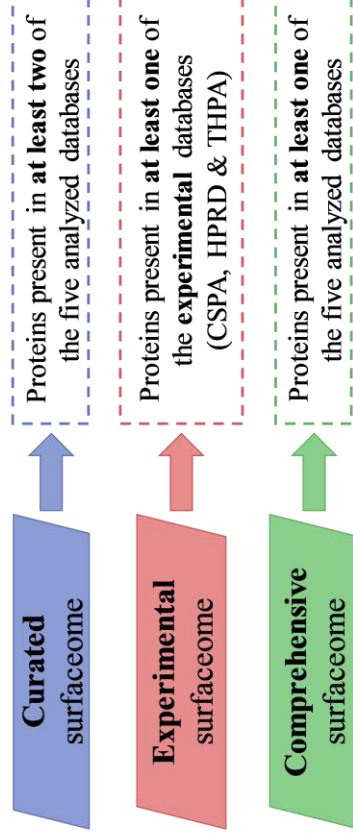 Curated
surfaceome
Proteins present in at least two of
the five analyzed databases
Experimental
surfaceome
Proteins present in at least one of
the experimental databases
(CSPA, HPRD & THPA)
Comprehensive
surfaceome
Proteins present in at least one of
the five analyzed databases